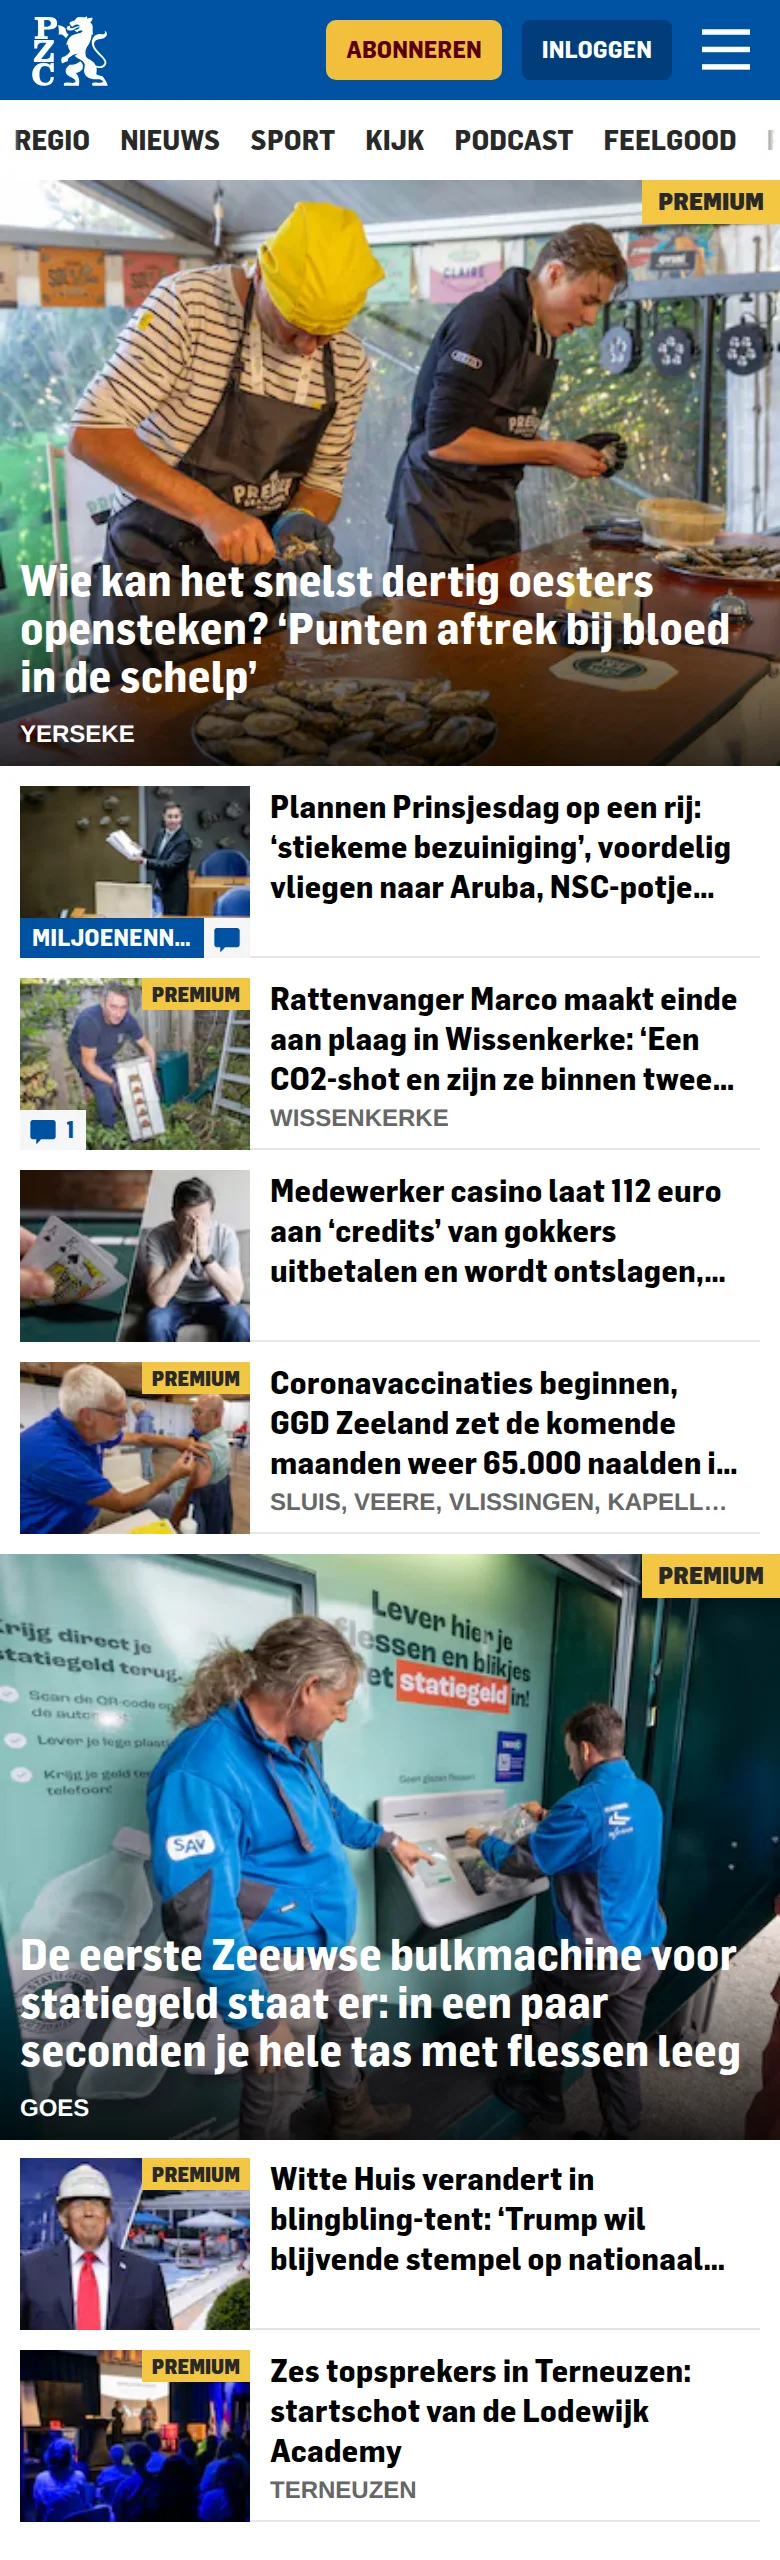 PZC
ABONNEREN
INLOGGEN
REGIO NIEUWS SPORT KIJK PODCAST FEELGOOD
PREMIUM
CLAIRE
Wie kan het snelst dertig oesters
opensteken? ‘Punten aftrek bij bloed
in de schelp’
YERSEKE
Plannen Prinsjesdag op een rij:
‘stiekeme bezuiniging’, voordelig
vliegen naar Aruba, NSC-potje...
MILJOENENN...
PREMIUM
Rattenvanger Marco maakt einde
aan plaag in Wissenkerke: ‘Een
CO2-shot en zijn ze binnen twee...
WISSENKERKE
1
Medewerker casino laat 112 euro
aan ‘credits’ van gokkers
uitbetalen en wordt ontslagen,...
PREMIUM
Coronavaccinaties beginnen,
GGD Zeeland zet de komende
maanden weer 65.000 naalden i...
SLUIS, VEERE, VLISSINGEN, KAPELL...
PREMIUM
Krijg direct je
statiegeld terug.
Scan de QR-code op
de
Lever je lege
Krijg je geld
telefoon!
Lever hier je
flessen en blikjes
met statiegeld in!
Geen glazen flessen
SAV
De eerste Zeeuwse bulkmachine voor
statiegeld staat er: in een paar
seconden je hele tas met flessen leeg
GOES
PREMIUM
Witte Huis verandert in
blingbling-tent: ‘Trump wil
blijvende stempel op nationaal...
PREMIUM
Zes topsprekers in Terneuzen:
startschot van de Lodewijk
Academy
TERNEUZEN